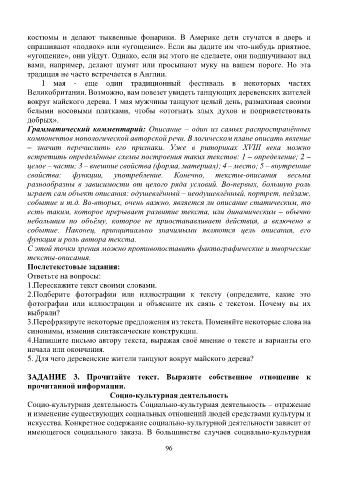 костюмы и делают тыквенные фонарики. В Америке дети стучатся в дверь и
спрашивают «подвох» или «угощение». Если вы дадите им что-нибудь приятное,
«угощение», они уйдут. Однако, если вы этого не сделаете, они подшучивают над
вами, например, делают шумят или просыпают муку на вашем пороге. Но эта
традиция не часто встречается в Англии.
1 мая - еще один традиционный фестиваль в некоторых частях
Великобритании. Возможно, вам повезет увидеть танцующих деревенских жителей
вокруг майского дерева. 1 мая мужчины танцуют целый день, размахивая своими
белыми носовыми платками, чтобы «отогнать злых духов и поприветствовать
добрых».
Грамматический комментарий: Описание – один из самых распространённых
компонентов монологической авторской речи. В логическом плане описать явление
– значит перечислить его признаки. Уже в риториках XVIII века можно
встретить определённые схемы построения таких текстов: 1 – определение; 2 –
целое – части; 3 – внешние свойства (форма, материал); 4 – место; 5 – внутренние
свойства: функции, употребление. Конечно, тексты-описания весьма
разнообразны в зависимости от целого ряда условий. Во-первых, большую роль
играет сам объект описания: одушевлённый – неодушевлённый, портрет, пейзаж,
событие и т.д. Во-вторых, очень важно, является ли описание статическим, то
есть таким, которое прерывает развитие текста, или динамическим – обычно
небольшим по объёму, которое не приостанавливает действия, а включено в
событие. Наконец, принципиально значимыми являются цель описания, его
функция и роль автора текста.
С этой точки зрения можно противопоставить фактографические и творческие
тексты-описания.
Послетекстовые задания:
Ответьте на вопросы:
1.Перескажите текст своими словами.
2.Подберите фотографии или иллюстрации к тексту (определите, какие это
фотографии или иллюстрации и объясните их связь с текстом. Почему вы их
выбрали?
3.Перефразируте некоторые предложения из текста. Поменяйте некоторые слова на
синонимы, изменив синтаксические конструкции.
4.Напишите письмо автору текста, выражая своё мнение о тексте и варианты его
начала или окончания.
5. Для чего деревенские жители танцуют вокруг майского дерева?
ЗАДАНИЕ 3. Прочитайте текст. Выразите собственное отношение к
прочитанной информации.
Социо-культурная деятельность
Социо-культурная деятельность Социально-культурная деятельность – отражение
и изменение существующих социальных отношений людей средствами культуры и
искусства. Конкретное содержание социально-культурной деятельности зависит от
имеющегося социального заказа. В большинстве случаев социально-культурная
96